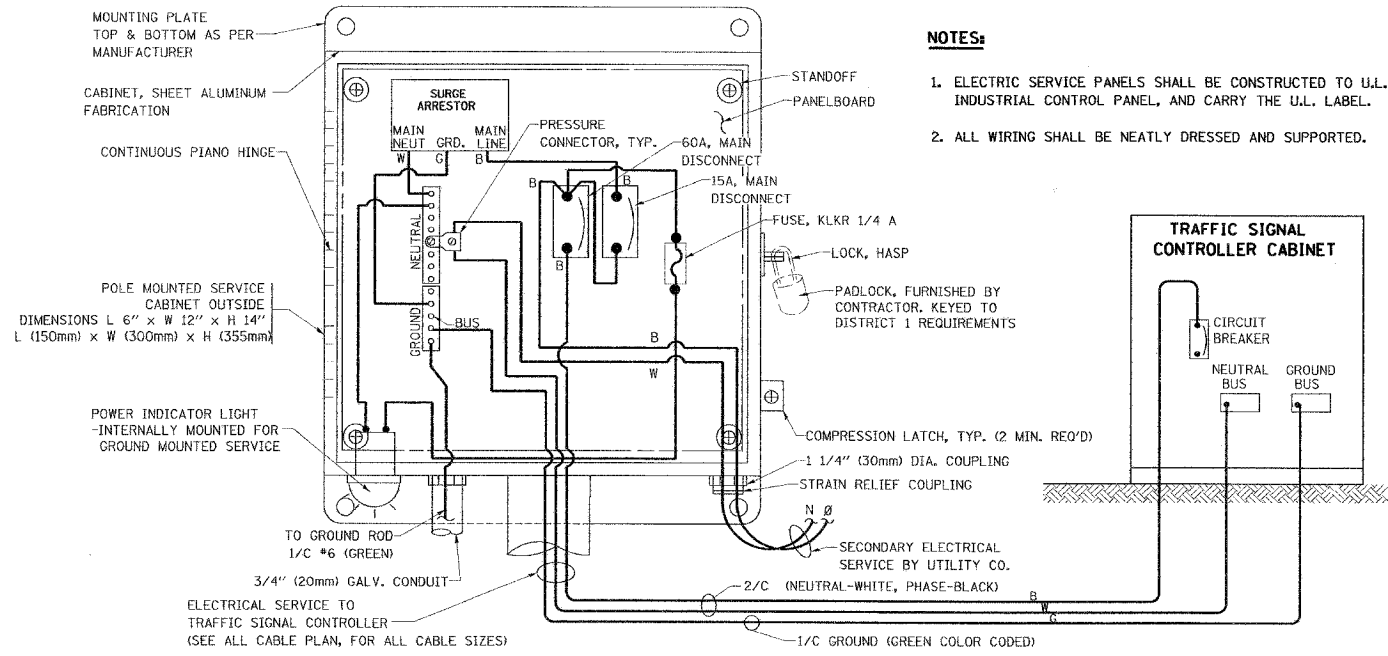 MOUNTING PLATE
TOP & BOTTOM AS PER
MANUFACTURER
CABINET, SHEET ALUMINUM
FABRICATION
CONTINUOUS PIANO HINGE
POLE MOUNTED SERVICE
CABINET OUTSIDE
DIMENSIONS L 6" x W 12" x H 14"
L (150mm) x W (300mm) x H (355mm)
POWER INDICATOR LIGHT
-INTERNALLY MOUNTED FOR
GROUND MOUNTED SERVICE
TO GROUND ROD
1/C #6 (GREEN)
3/4" (20mm) GALV. CONDUIT
ELECTRICAL SERVICE TO
TRAFFIC SIGNAL CONTROLLER
(SEE ALL CABLE PLAN, FOR ALL CABLE SIZES)
SURGE
ARRESTOR
MAIN
NEUT
GRD.
MAIN
LINE
W
G
B
NEUTRAL
GROUND
BUS
PRESSURE
CONNECTOR, TYP.
B
B
B
B
W
STANDOFF
PANELBOARD
60A, MAIN
DISCONNECT
15A, MAIN
DISCONNECT
FUSE, KLKR 1/4 A
LOCK, HASP
PADLOCK, FURNISHED BY
CONTRACTOR. KEYED TO
DISTRICT 1 REQUIREMENTS
COMPRESSION LATCH, TYP. (2 MIN. REQ'D)
1 1/4" (30mm) DIA. COUPLING
STRAIN RELIEF COUPLING
N Ø
SECONDARY ELECTRICAL
SERVICE BY UTILITY CO.
2/C (NEUTRAL-WHITE, PHASE-BLACK)
B
W
G
1/C GROUND (GREEN COLOR CODED)
NOTES:
1. ELECTRIC SERVICE PANELS SHALL BE CONSTRUCTED TO U.L.
INDUSTRIAL CONTROL PANEL, AND CARRY THE U.L. LABEL.
2. ALL WIRING SHALL BE NEATLY DRESSED AND SUPPORTED.
TRAFFIC SIGNAL
CONTROLLER CABINET
CIRCUIT
BREAKER
NEUTRAL
BUS
GROUND
BUS